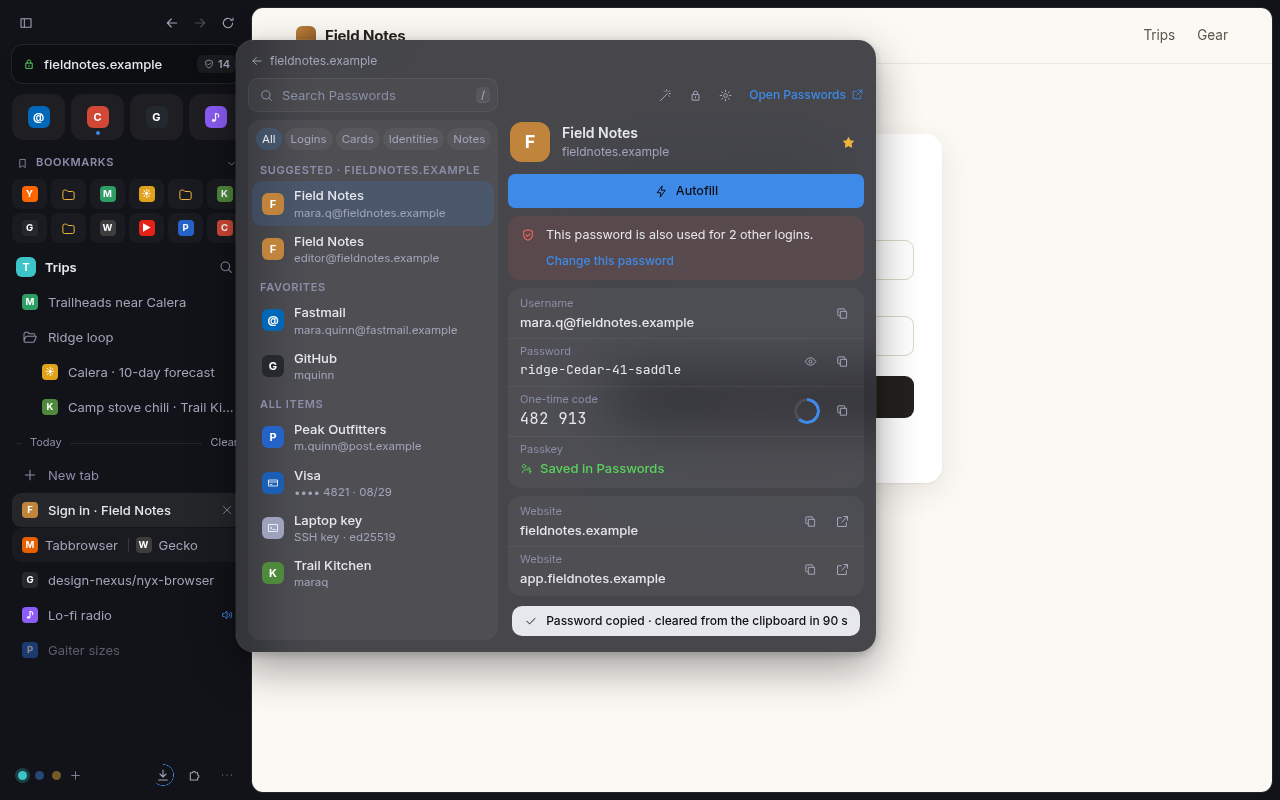 fieldnotes.example
14
@
C
G
BOOKMARKS
Y
M
K
G
W
P
C
T
Trips
M
Trailheads near Calera
Ridge loop
Calera · 10-day forecast
K
Camp stove chili · Trail Ki...
Today
Clear
New tab
F
Sign in · Field Notes
M
Tabbrowser
W
Gecko
G
design-nexus/nyx-browser
Lo-fi radio
P
Gaiter sizes
Field Notes
Trips
Gear
fieldnotes.example
Search Passwords
/
Open Passwords
All
Logins
Cards
Identities
Notes
SUGGESTED · FIELDNOTES.EXAMPLE
F
Field Notes
mara.q@fieldnotes.example
F
Field Notes
editor@fieldnotes.example
FAVORITES
@
Fastmail
mara.quinn@fastmail.example
G
GitHub
mquinn
ALL ITEMS
P
Peak Outfitters
m.quinn@post.example
Visa
•••• 4821 · 08/29
Laptop key
SSH key · ed25519
K
Trail Kitchen
maraq
F
Field Notes
fieldnotes.example
Autofill
This password is also used for 2 other logins.
Change this password
Username
mara.q@fieldnotes.example
Password
ridge-Cedar-41-saddle
One-time code
482 913
Passkey
Saved in Passwords
Website
fieldnotes.example
Website
app.fieldnotes.example
Password copied · cleared from the clipboard in 90 s